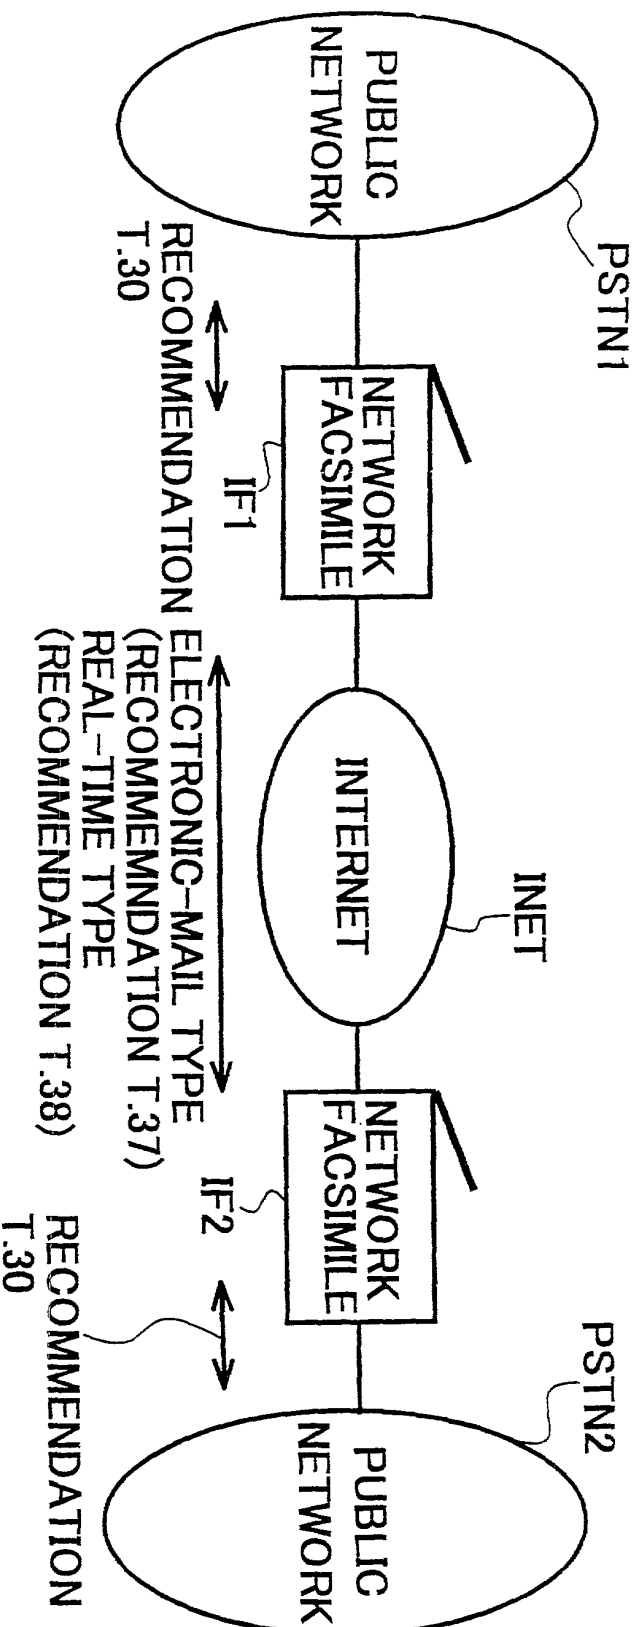 PSTN1
PUBLIC
NETWORK
NETWORK
FACSIMILE
IF1
RECOMMENDATION
T.30
INET
INTERNET
ELECTRONIC-MAIL TYPE
(RECOMMEMNDATION T.37)
REAL-TIME TYPE
(RECOMMENDATION T.38)
NETWORK
FACSIMILE
IF2
RECOMMENDATION
T.30
PSTN2
PUBLIC
NETWORK